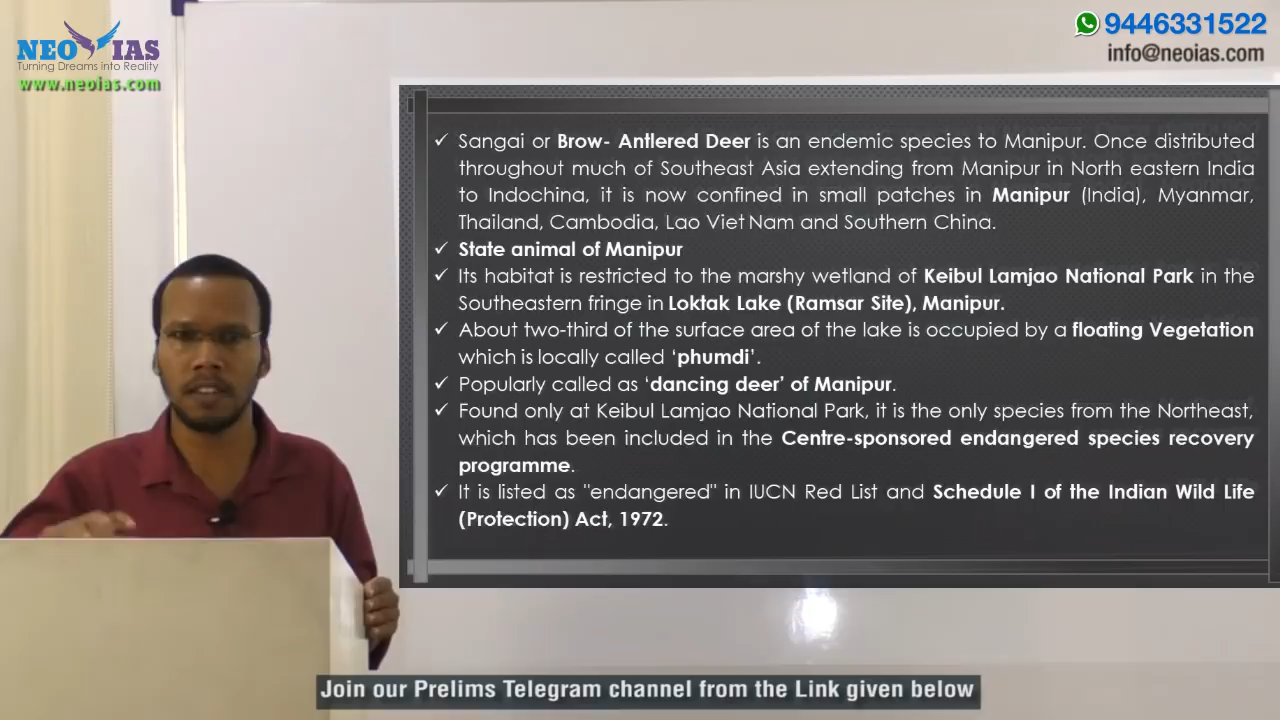 NEO IAS
Turning Dreams into Reality
www.neoias.com
9446331522
info@neoias.com
✓ Sangai or Brow- Antlered Deer is an endemic species to Manipur. Once distributed
throughout much of Southeast Asia extending from Manipur in North eastern India
to Indochina, it is now confined in small patches in Manipur (India), Myanmar,
Thailand, Cambodia, Lao Viet Nam and Southern China.
✓ State animal of Manipur
✓ Its habitat is restricted to the marshy wetland of Keibul Lamjao National Park in the
Southeastern fringe in Loktak Lake (Ramsar Site), Manipur.
✓ About two-third of the surface area of the lake is occupied by a floating Vegetation
which is locally called ‘phumdi’.
✓ Popularly called as ‘dancing deer’ of Manipur.
✓ Found only at Keibul Lamjao National Park, it is the only species from the Northeast,
which has been included in the Centre-sponsored endangered species recovery
programme.
✓ It is listed as "endangered" in IUCN Red List and Schedule I of the Indian Wild Life
(Protection) Act, 1972.
Join our Prelims Telegram channel from the Link given below